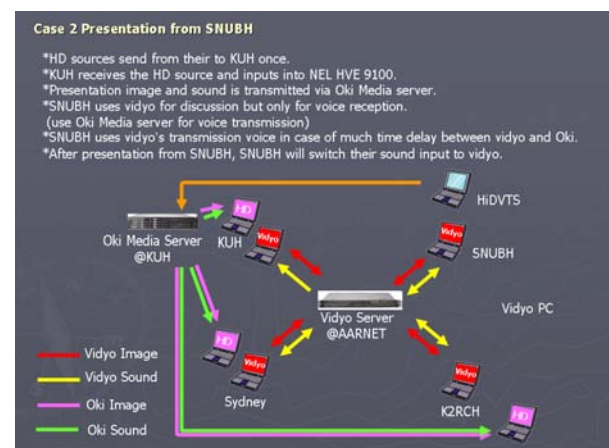 Case 2 Presentation from SNUBH
*HD sources send from their to KUH once.
*KUH receives the HD source and inputs into NEL HVE 9100.
*Presentation image and sound is transmitted via Oki Media server.
*SNUBH uses vidyo for discussion but only for voice reception.
(use Oki Media server for voice transmission)
*SNUBH uses vidyo's transmission voice in case of much time delay between vidyo and Oki.
*After presentation from SNUBH, SNUBH will switch their sound input to vidyo.
HiDVTS
HD
Vidyo
Oki Media Server
@KUH
KUH
Vidyo
SNUBH
Vidyo Server
@AARNET
Vidyo PC
HD
Vidyo
Sydney
Vidyo
K2RCH
HD
Vidyo Image
Vidyo Sound
Oki Image
Oki Sound